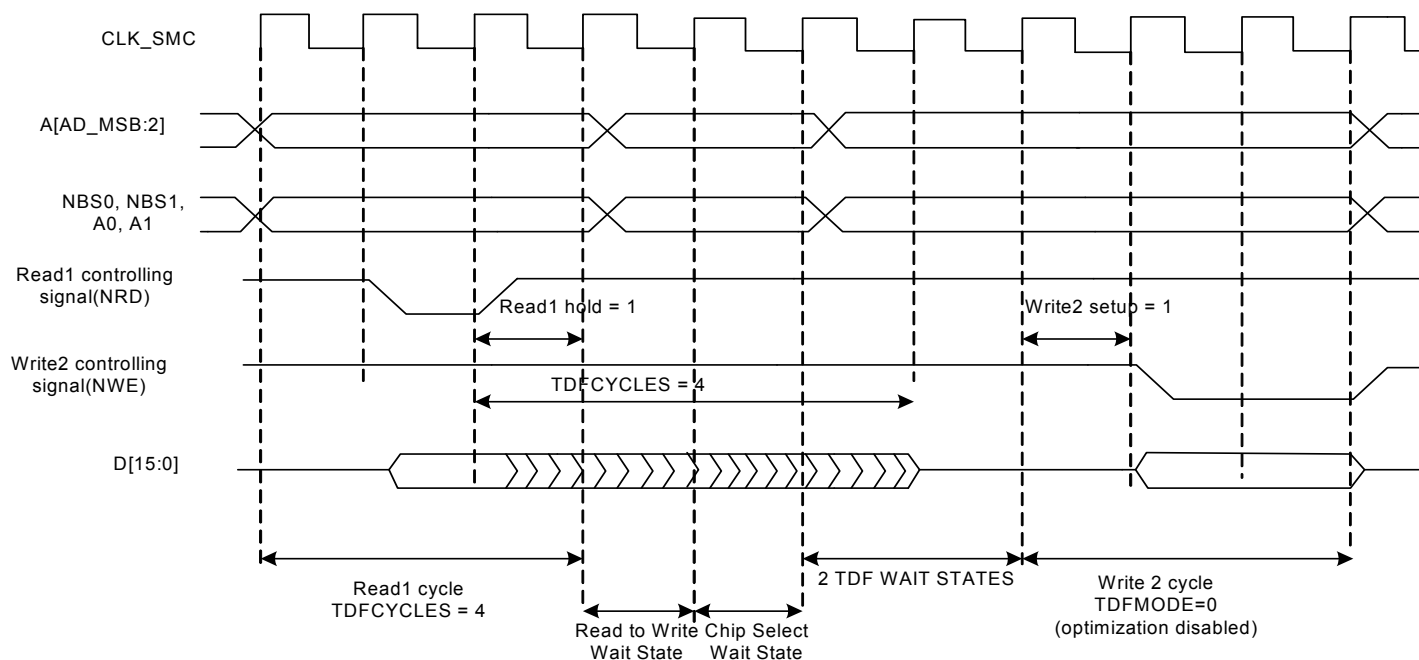 CLK_SMC
A[AD_MSB:2]
NBS0, NBS1,
A0, A1
Read1 controlling
signal(NRD)
Read1 hold = 1
Write2 setup = 1
Write2 controlling
signal(NWE)
TDFCYCLES = 4
D[15:0]
Read1 cycle
TDFCYCLES = 4
Read to Write
Wait State
Chip Select
Wait State
2 TDF WAIT STATES
Write 2 cycle
TDFMODE=0
(optimization disabled)